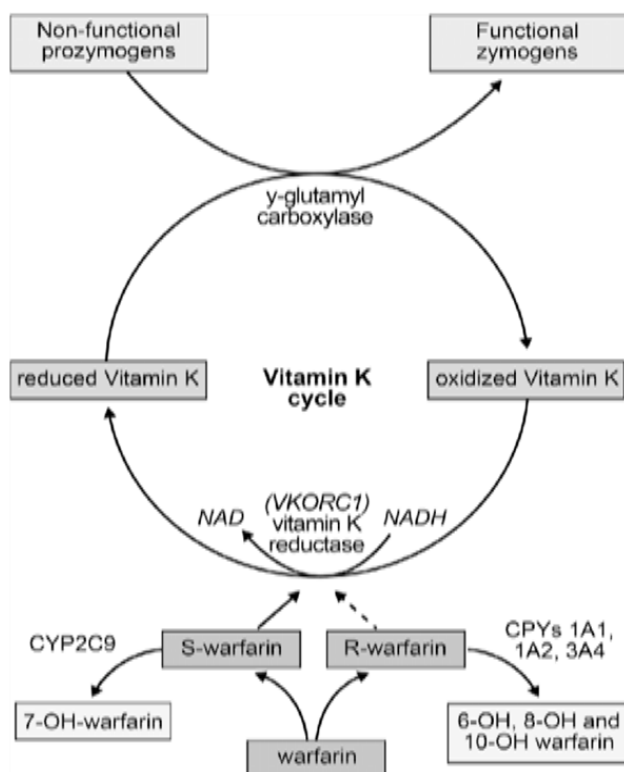 Non-functional
prozymogens
Functional
zymogens
y-glutamyl
carboxylase
reduced Vitamin K
Vitamin K
cycle
oxidized Vitamin K
NAD
(VKORC1)
vitamin K
reductase
NADH
CYP2C9
S-warfarin
R-warfarin
CPYs 1A1,
1A2, 3A4
7-OH-warfarin
warfarin
6-OH, 8-OH and
10-OH warfarin